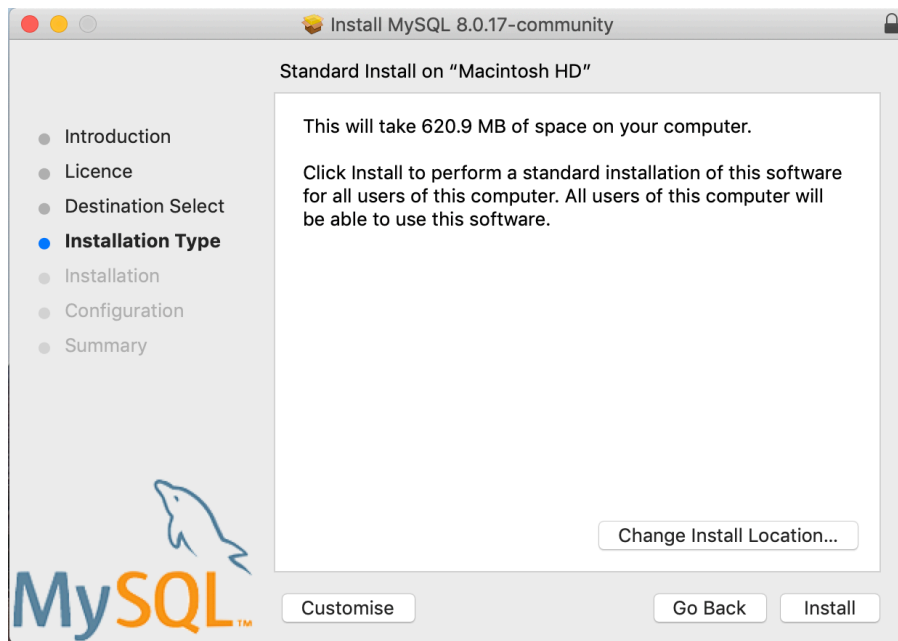 Install MySQL 8.0.17-community
Standard Install on “Macintosh HD”
Introduction
Licence
Destination Select
Installation Type
Installation
Configuration
Summary
This will take 620.9 MB of space on your computer.
Click Install to perform a standard installation of this software
for all users of this computer. All users of this computer will
be able to use this software.
Change Install Location...
MySQL™
Customise
Go Back
Install